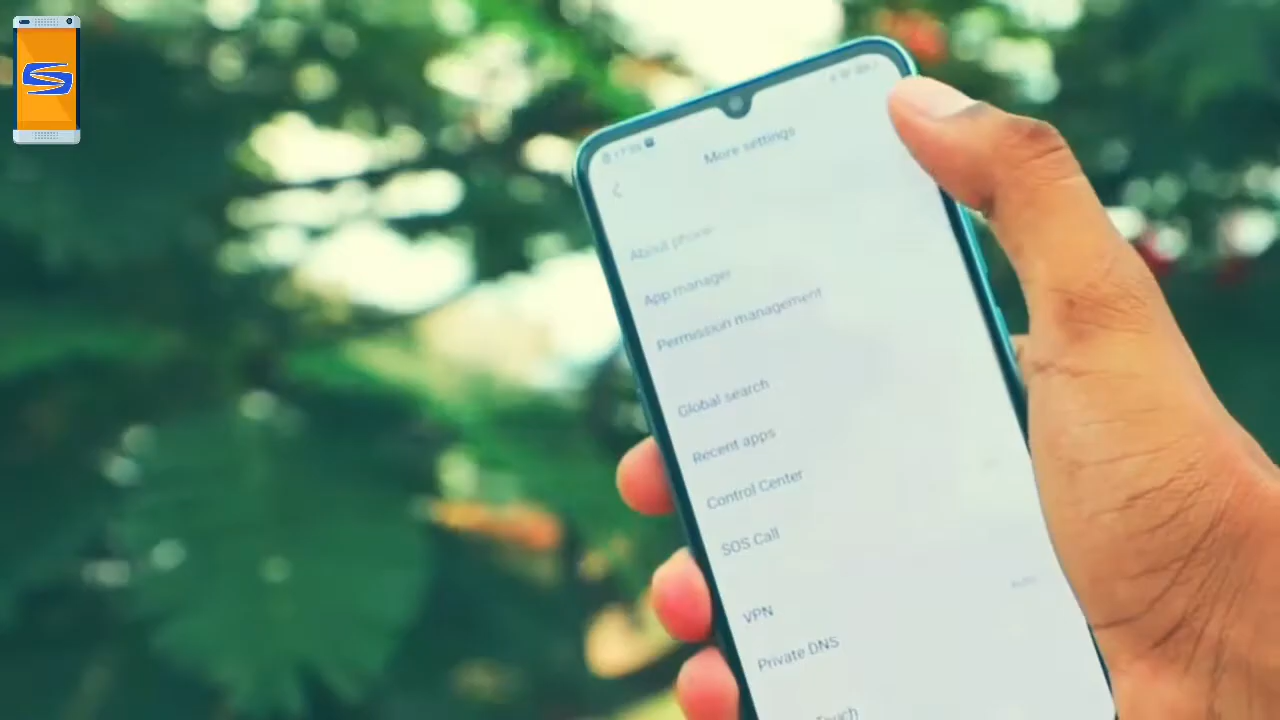 More settings
About phone
App manager
Permission management
Global search
Recent apps
Control Center
SOS Call
VPN
Private DNS
Touch